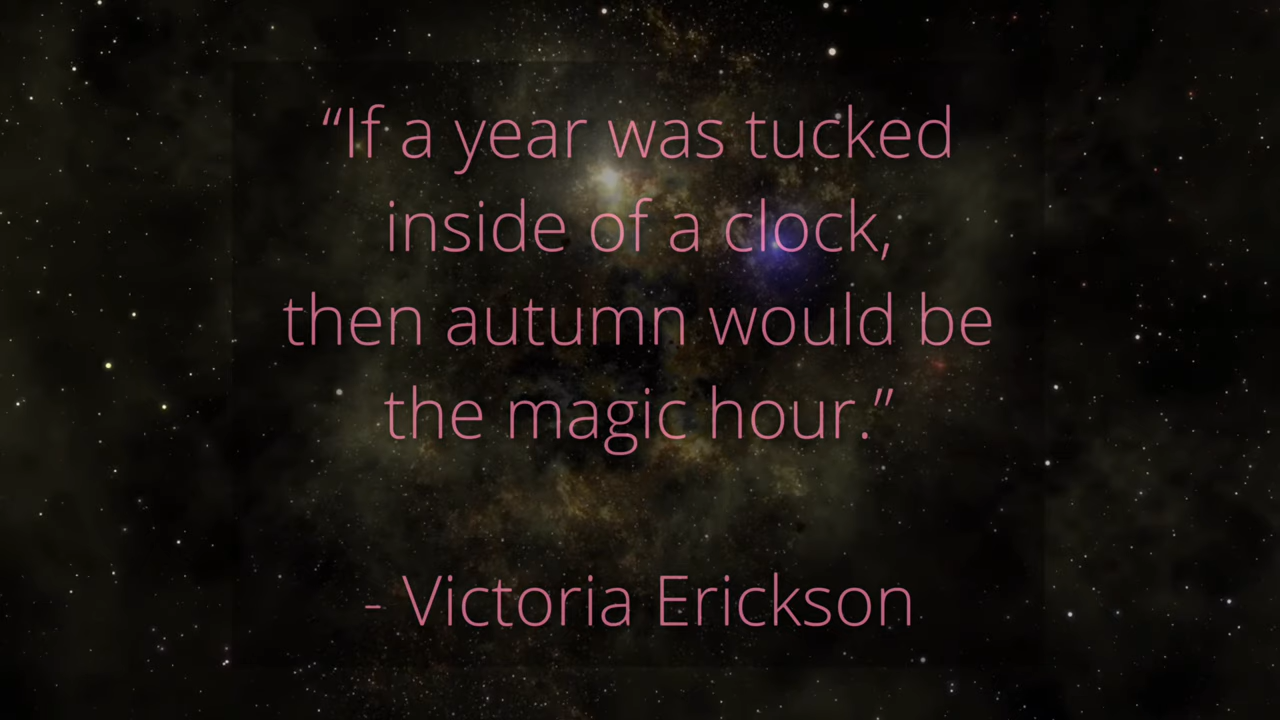 “If a year was tucked
inside of a clock,
then autumn would be
the magic hour.”
- Victoria Erickson